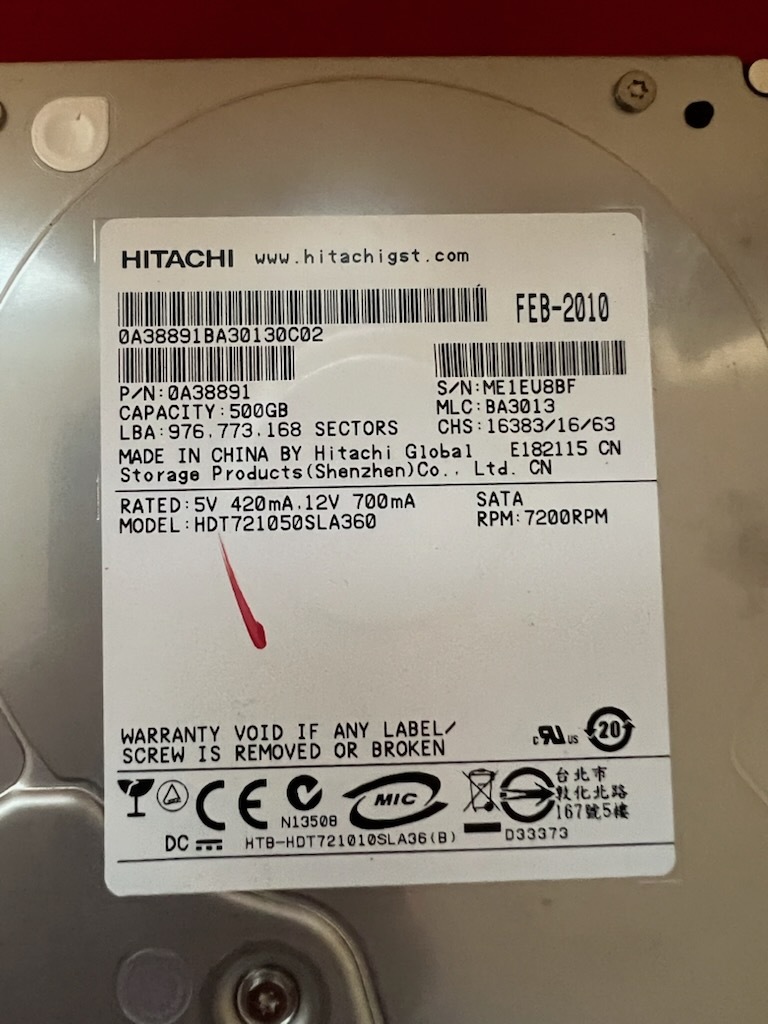 HITACHI www.hitachigst.com
FEB-2010
0A38891BA30130C02
P/N:0A38891 S/N:ME1EU8BF
CAPACITY:500GB MLC:BA3013
LBA:976,773,168 SECTORS CHS:16383/16/63
MADE IN CHINA BY Hitachi Global E182115 CN
Storage Products(Shenzhen)Co., Ltd. CN
RATED:5V 420mA,12V 700mA SATA
MODEL:HDT721050SLA360 RPM:7200RPM
WARRANTY VOID IF ANY LABEL/
SCREW IS REMOVED OR BROKEN
c RU US 20
CE N13508 MIC
台北市
敦化北路
167號5樓
DC HTB-HDT721010SLA36(B) D33373